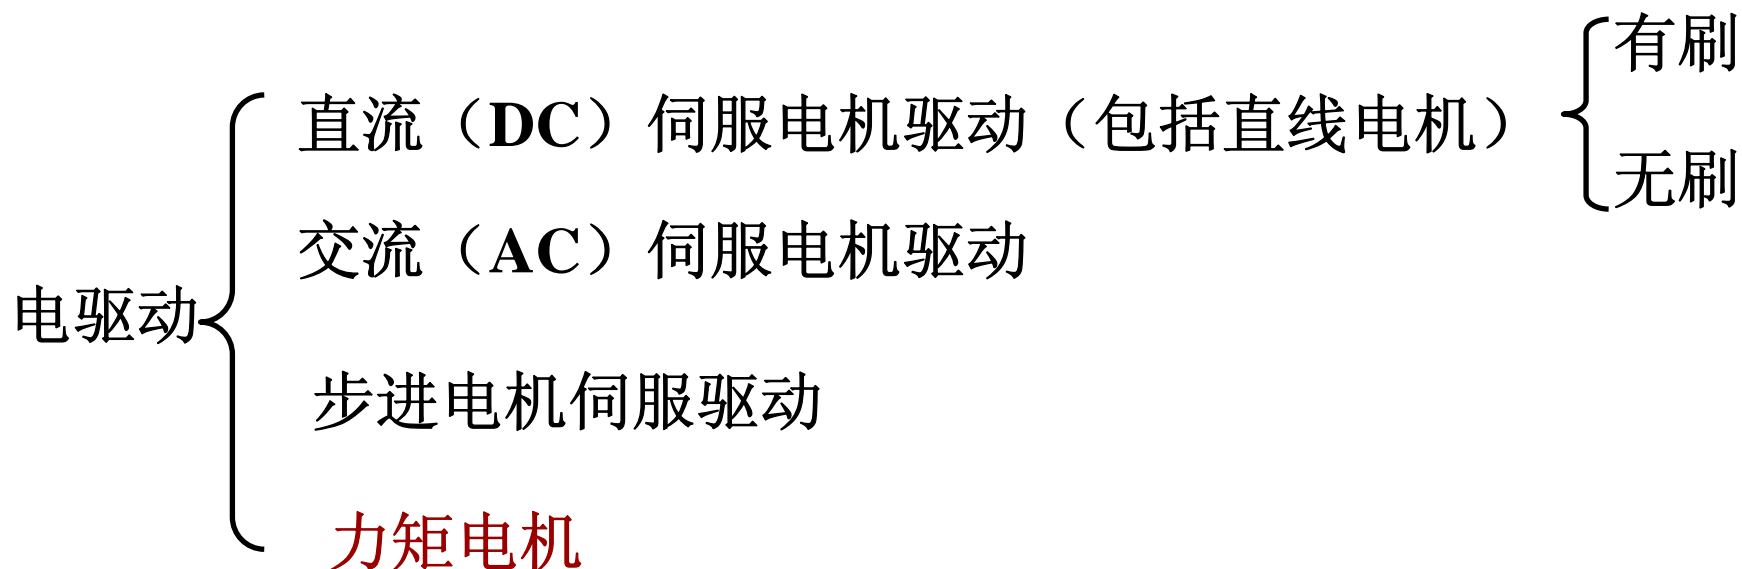 有刷
直流（DC）伺服电机驱动（包括直线电机）
无刷
交流（AC）伺服电机驱动
电驱动
步进电机伺服驱动
力矩电机